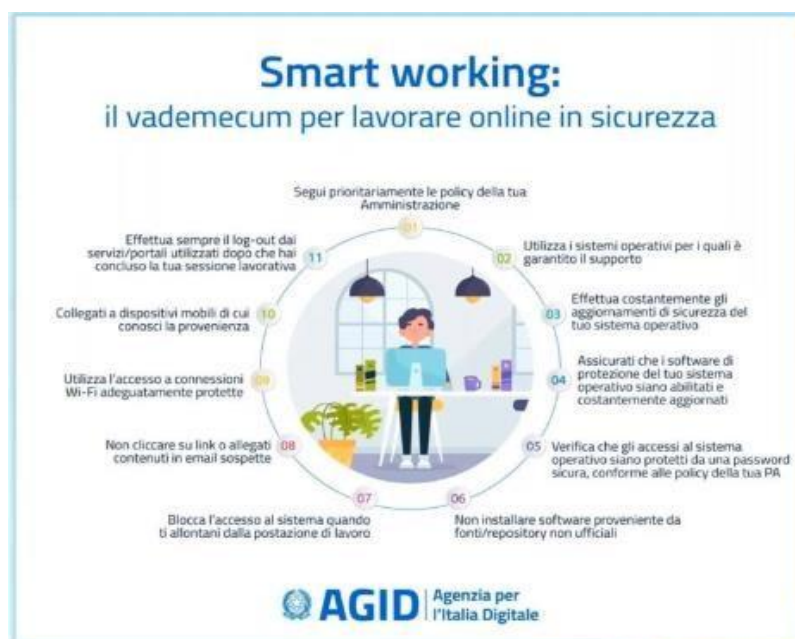 Smart working:
il vademecum per lavorare online in sicurezza
Segui prioritariamente le policy della tua
Amministrazione
01
02
Utilizza i sistemi operativi per i quali è
garantito il supporto
03
Effettua costantemente gli
aggiornamenti di sicurezza del
tuo sistema operativo
04
Assicurati che i software di
protezione del tuo sistema
operativo siano abilitati e
costantemente aggiornati
05
Verifica che gli accessi al sistema
operativo siano protetti da una password
sicura, conforme alle policy della tua PA
06
Non installare software proveniente da
fonti/repository non ufficiali
07
Blocca l'accesso al sistema quando
ti allontani dalla postazione di lavoro
08
Non cliccare su link o allegati
contenuti in email sospette
09
Utilizza l'accesso a connessioni
Wi-Fi adeguatamente protette
10
Collegati a dispositivi mobili di cui
conosci la provenienza
11
Effettua sempre il log-out dai
servizi/portali utilizzati dopo che hai
concluso la tua sessione lavorativa
AGID
Agenzia per
l'Italia Digitale